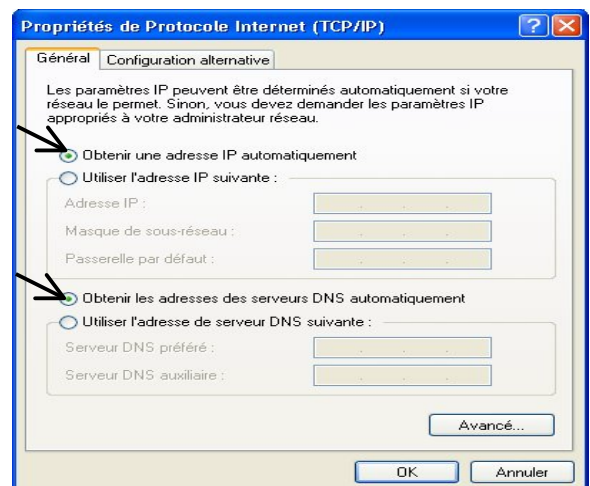 Propriétés de Protocole Internet (TCP/IP)
Général
Configuration alternative
Les paramètres IP peuvent être déterminés automatiquement si votre
réseau le permet. Sinon, vous devez demander les paramètres IP
appropriés à votre administrateur réseau.
Obtenir une adresse IP automatiquement
Utiliser l'adresse IP suivante :
Adresse IP :
Masque de sous-réseau :
Passerelle par défaut :
Obtenir les adresses des serveurs DNS automatiquement
Utiliser l'adresse de serveur DNS suivante :
Serveur DNS préféré :
Serveur DNS auxiliaire :
Avancé...
OK
Annuler